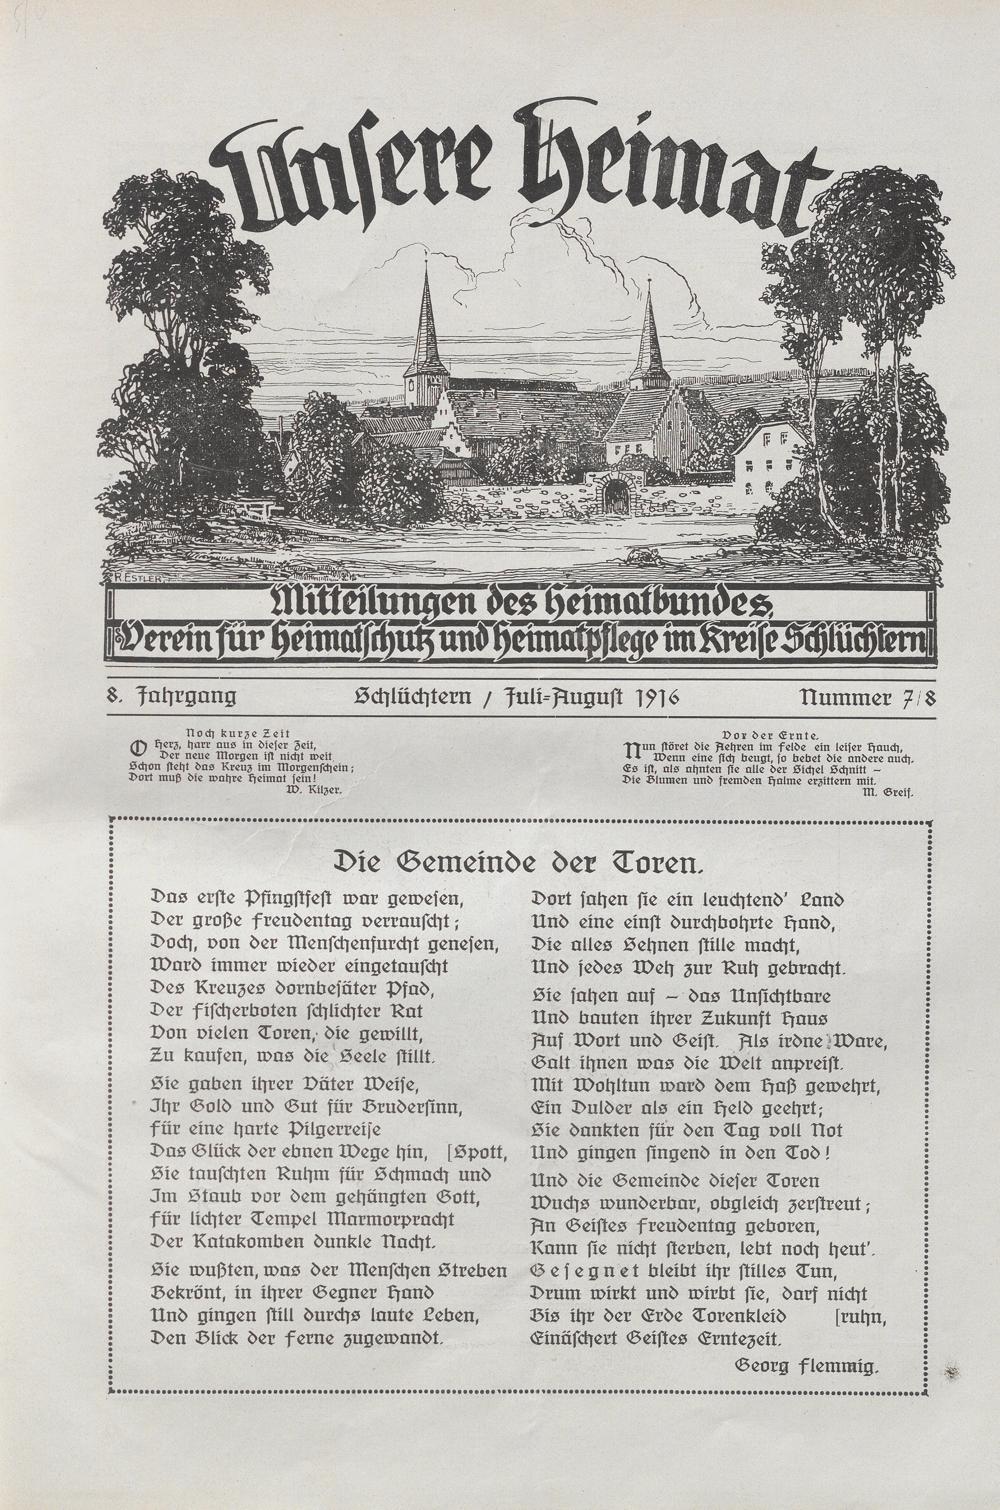 Unsere Heimat
R. ESTLER.
Mitteilungen des Heimatbundes,
Verein für Heimatschutz und Heimatpflege im Kreise Schlüchtern
8. Jahrgang Schlüchtern / Juli-August 1916 Nummer 7/8
Noch kurze Zeit
O Herz, harr aus in dieser Zeit,
Der neue Morgen ist nicht weit
Schon steht das Kreuz im Morgenschein;
Dort muß die wahre Heimat sein!
W. Kilzer.
Vor der Ernte.
Nun störet die Aehren im Felde ein leiser Hauch,
Wenn eine sich beugt, so bebet die andere auch.
Es ist, als ahnten sie alle der Sichel Schnitt —
Die Blumen und fremden Halme erzittern mit.
M. Greif.
Die Gemeinde der Toren.
Das erste Pfingstfest war gewesen,
Der große Freudentag verrauscht;
Doch, von der Menschenfurcht genesen,
Ward immer wieder eingetauscht
Des Kreuzes dornbesäter Pfad,
Der Fischerboten schlichter Rat
Von vielen Toren, die gewillt,
Zu kaufen, was die Seele stillt.
Sie gaben ihrer Väter Weise,
Ihr Gold und Gut für Brudersinn,
Für eine harte Pilgerreise
Das Glück der ebnen Wege hin, [Spott,
Sie tauschten Ruhm für Schmach und
Im Staub vor dem gehängten Gott,
Für lichter Tempel Marmorpracht
Der Katakomben dunkle Nacht.
Sie wußten, was der Menschen Streben
Bekrönt, in ihrer Gegner Hand
Und gingen still durchs laute Leben,
Den Blick der Ferne zugewandt.
Dort sahen sie ein leuchtend' Land
Und eine einst durchbohrte Hand,
Die alles Sehnen stille macht,
Und jedes Weh zur Ruh gebracht.
Sie sahen auf — das Unsichtbare
Und bauten ihrer Zukunft Haus
Auf Wort und Geist. Als irdne Ware,
Galt ihnen was die Welt anpreist.
Mit Wohltun ward dem Haß gewehrt,
Ein Dulder als ein Held geehrt;
Sie dankten für den Tag voll Not
Und gingen singend in den Tod!
Und die Gemeinde dieser Toren
Wuchs wunderbar, obgleich zerstreut;
An Geistes Freudentag geboren,
Kann sie nicht sterben, lebt noch heut'.
Gesegnet bleibt ihr stilles Tun,
Drum wirkt und wirbt sie, darf nicht
Bis ihr der Erde Torenkleid [ruhn,
Einäschert Geistes Erntezeit.
Georg Flemmig.